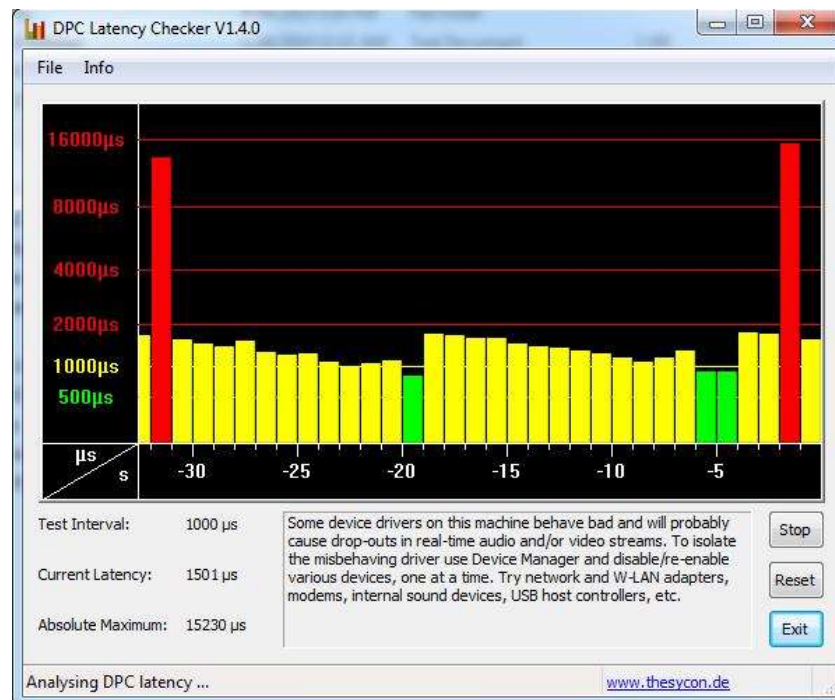 DPC Latency Checker V1.4.0
File Info
16000µs
8000µs
4000µs
2000µs
1000µs
500µs
µs
s
-30 -25 -20 -15 -10 -5
Test Interval: 1000 µs
Current Latency: 1501 µs
Absolute Maximum: 15230 µs
Some device drivers on this machine behave bad and will probably
cause drop-outs in real-time audio and/or video streams. To isolate
the misbehaving driver use Device Manager and disable/re-enable
various devices, one at a time. Try network and W-LAN adapters,
modems, internal sound devices, USB host controllers, etc.
Stop
Reset
Exit
Analysing DPC latency ...
www.thesycon.de